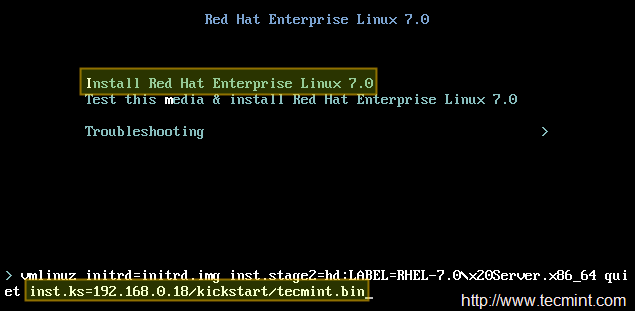 Red Hat Enterprise Linux 7.0
Install Red Hat Enterprise Linux 7.0
Test this media & install Red Hat Enterprise Linux 7.0
Troubleshooting >
> vmlinuz initrd=initrd.img inst.stage2=hd:LABEL=RHEL-7.0\x20Server.x86_64 qui
et inst.ks=192.168.0.18/kickstart/tecmint.bin_
http://www.tecmint.com